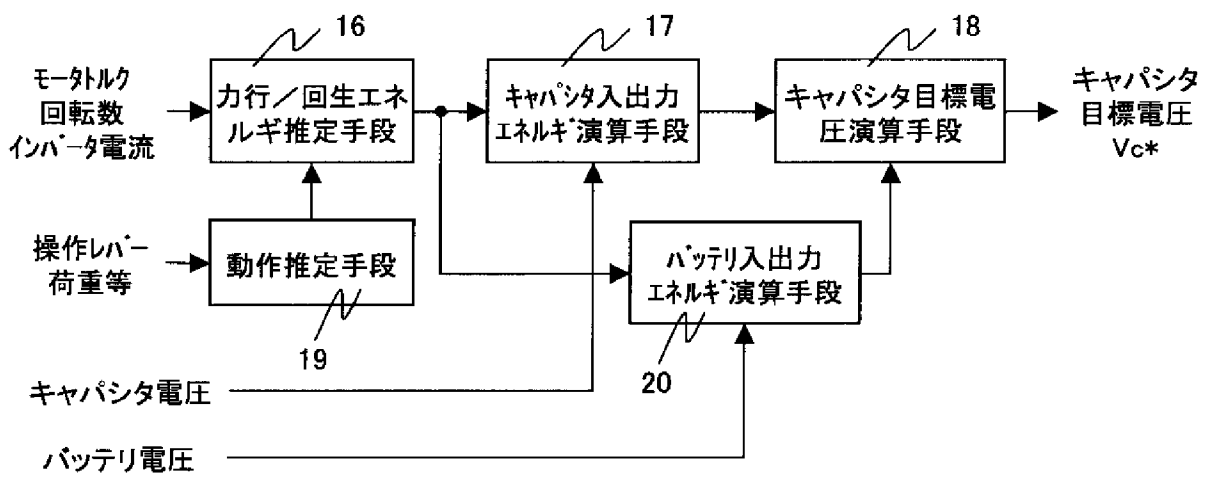 16
17
18
モータトルク
回転数
インバータ電流
力行／回生エネ
ルギ推定手段
キャパシタ入出力
エネルギ演算手段
キャパシタ目標電
圧演算手段
キャパシタ
目標電圧
Vc*
操作レバー
荷重等
動作推定手段
バッテリ入出力
エネルギ演算手段
19
20
キャパシタ電圧
バッテリ電圧